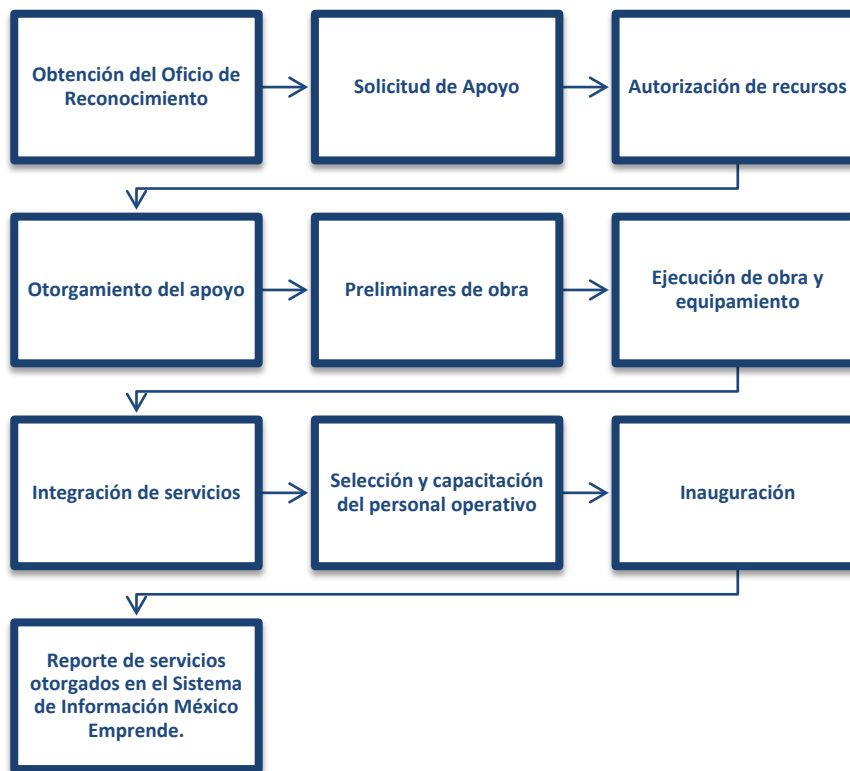 Obtención del Oficio de
Reconocimiento
Solicitud de Apoyo
Autorización de recursos
Otorgamiento del apoyo
Preliminares de obra
Ejecución de obra y
equipamiento
Integración de servicios
Selección y capacitación
del personal operativo
Inauguración
Reporte de servicios
otorgados en el Sistema
de Información México
Emprende.